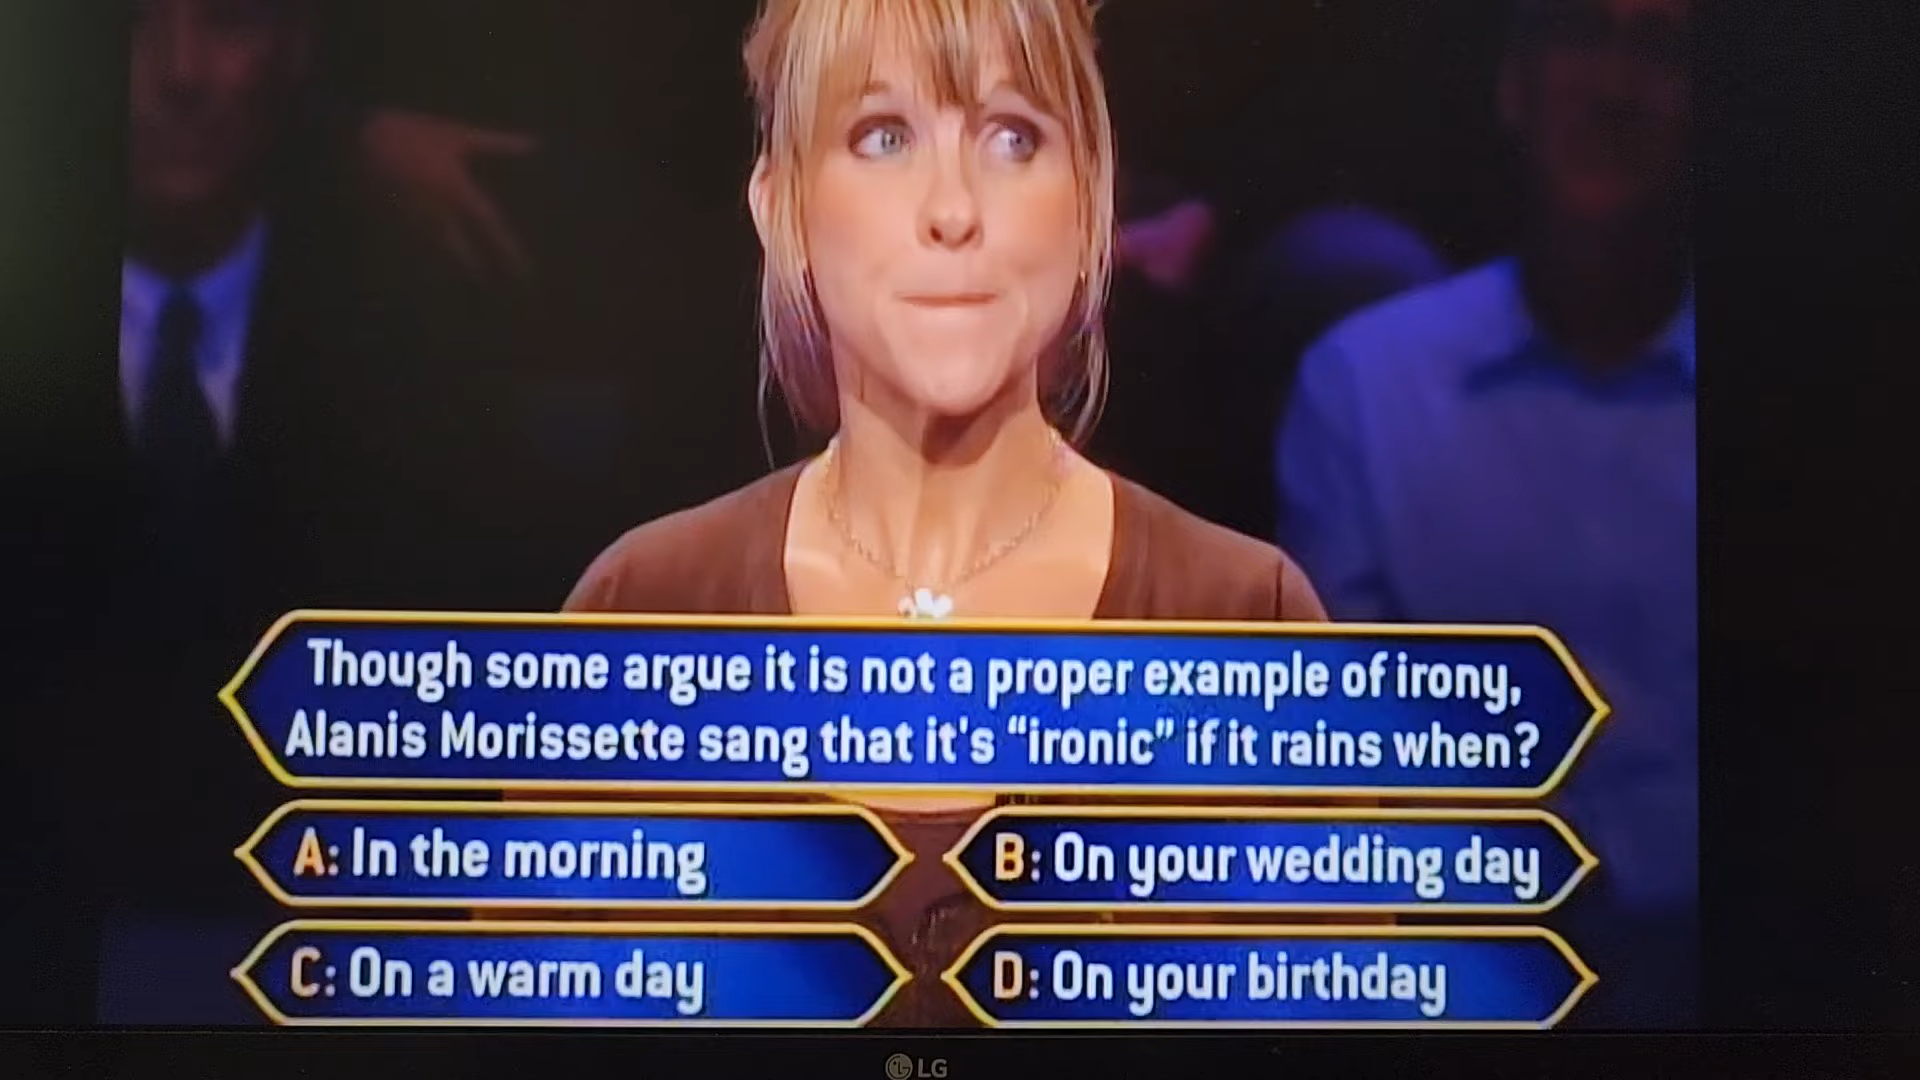 Though some argue it is not a proper example of irony,
Alanis Morissette sang that it's “ironic” if it rains when?
A: In the morning
B: On your wedding day
C: On a warm day
D: On your birthday
LG